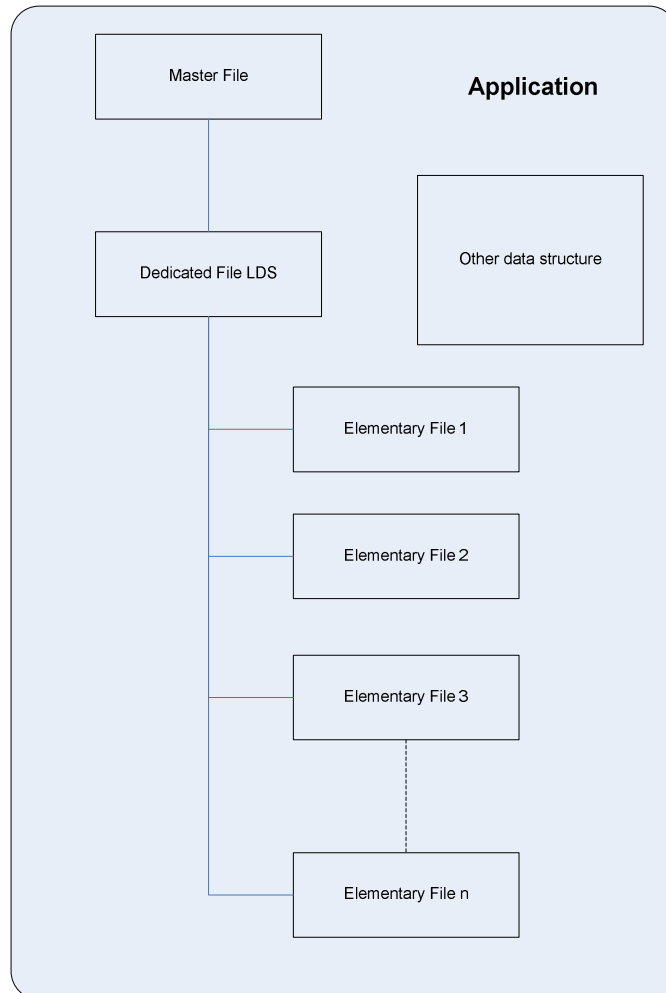 Master File
Application
Other data structure
Dedicated File LDS
Elementary File 1
Elementary File 2
Elementary File 3
Elementary File n